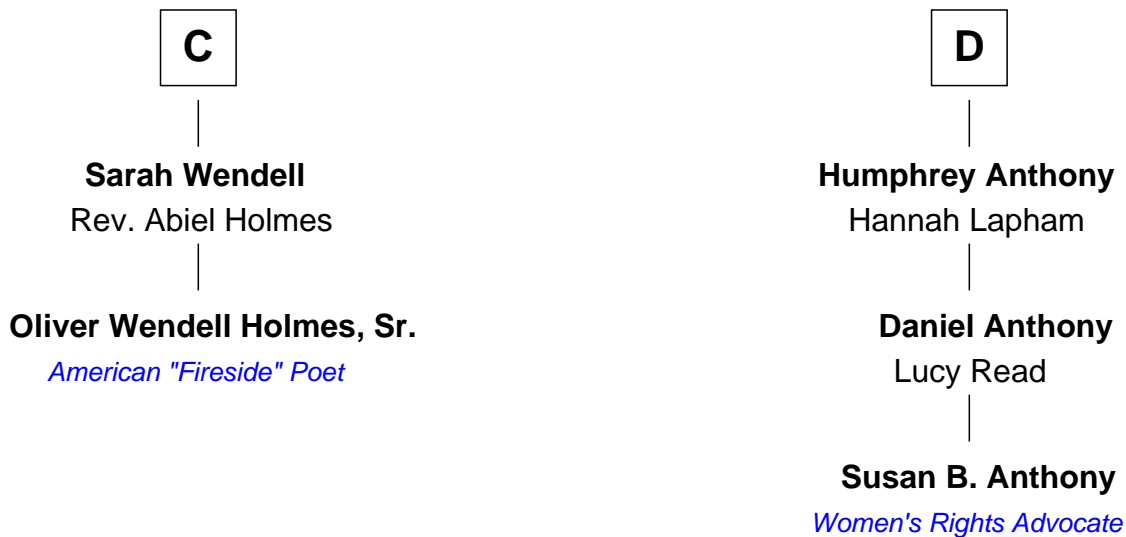 C
Sarah Wendell
Rev. Abiel Holmes
Oliver Wendell Holmes, Sr.
American "Fireside" Poet
D
Humphrey Anthony
Hannah Lapham
Daniel Anthony
Lucy Read
Susan B. Anthony
Women's Rights Advocate